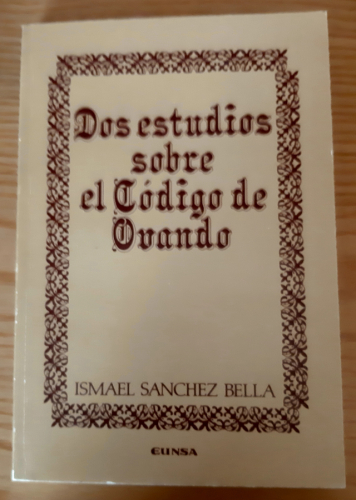 Dos estudios
sobre
el Código de
Ovando
ISMAEL SANCHEZ BELLA
EUNSA